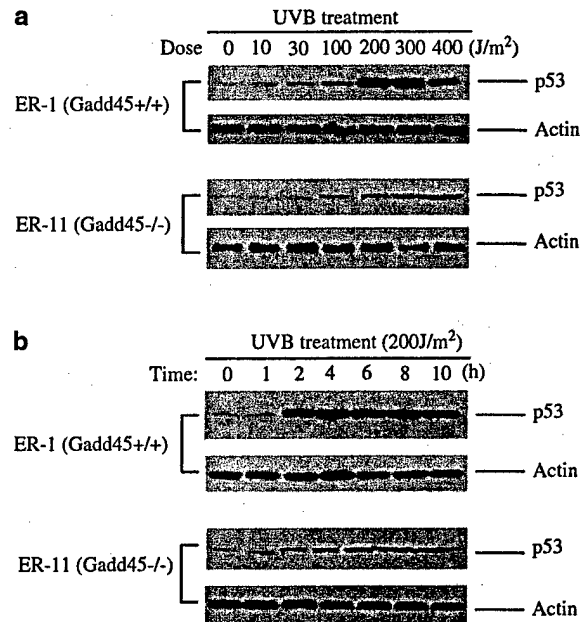 a
UVB treatment
Dose 0 10 30 100 200 300 400 (J/m²)
p53
ER-1 (Gadd45+/+)
Actin
p53
ER-11 (Gadd45-/-)
Actin
b
UVB treatment (200J/m²)
Time: 0 1 2 4 6 8 10 (h)
p53
ER-1 (Gadd45+/+)
Actin
p53
ER-11 (Gadd45-/-)
Actin